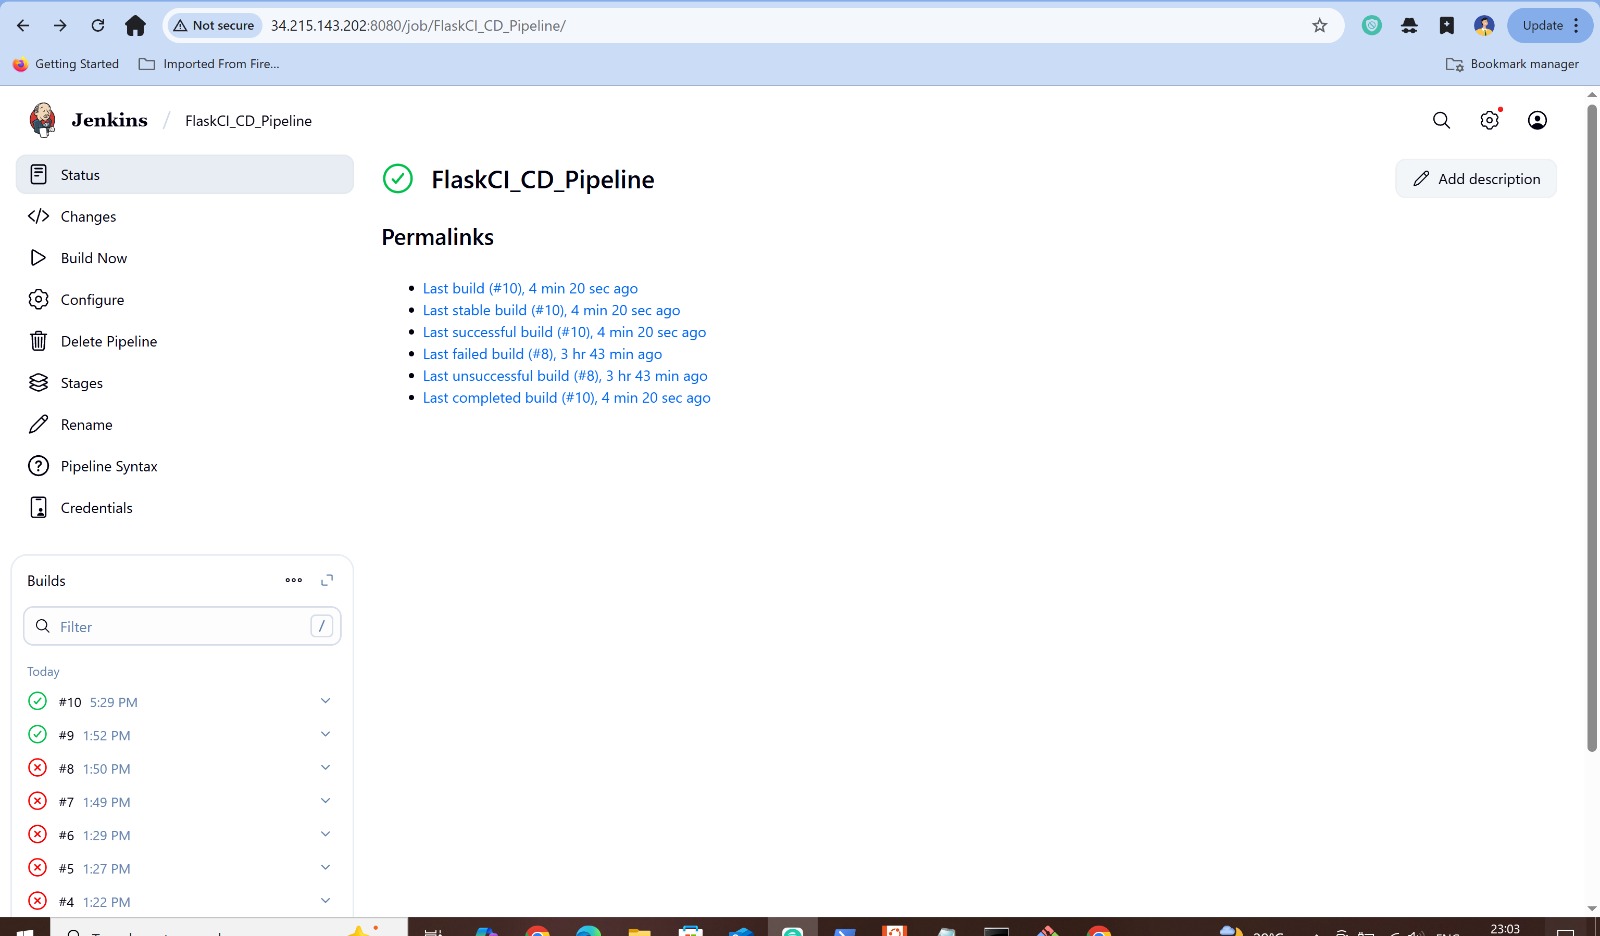 Not secure 34.215.143.202:8080/job/FlaskCI_CD_Pipeline/ Update
Getting Started Imported From Fire... Bookmark manager
Jenkins / FlaskCI_CD_Pipeline
Status
Changes
Build Now
Configure
Delete Pipeline
Stages
Rename
Pipeline Syntax
Credentials
FlaskCI_CD_Pipeline Add description
Permalinks
Last build (#10), 4 min 20 sec ago
Last stable build (#10), 4 min 20 sec ago
Last successful build (#10), 4 min 20 sec ago
Last failed build (#8), 3 hr 43 min ago
Last unsuccessful build (#8), 3 hr 43 min ago
Last completed build (#10), 4 min 20 sec ago
Builds
Filter /
Today
#10 5:29 PM
#9 1:52 PM
#8 1:50 PM
#7 1:49 PM
#6 1:29 PM
#5 1:27 PM
#4 1:22 PM
23:03